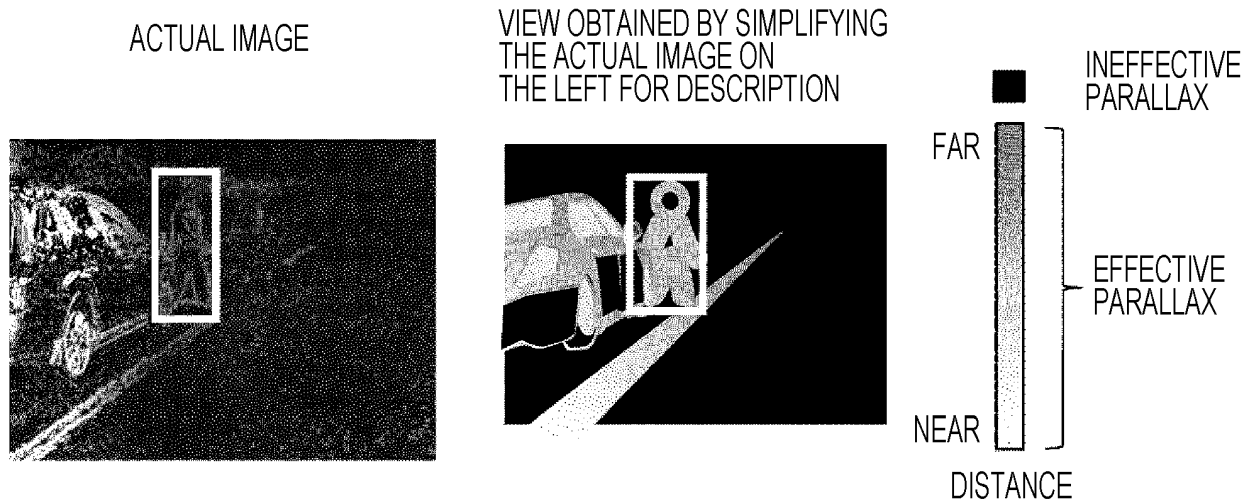 ACTUAL IMAGE
VIEW OBTAINED BY SIMPLIFYING
THE ACTUAL IMAGE ON
THE LEFT FOR DESCRIPTION
INEFFECTIVE
PARALLAX
FAR
EFFECTIVE
PARALLAX
NEAR
DISTANCE